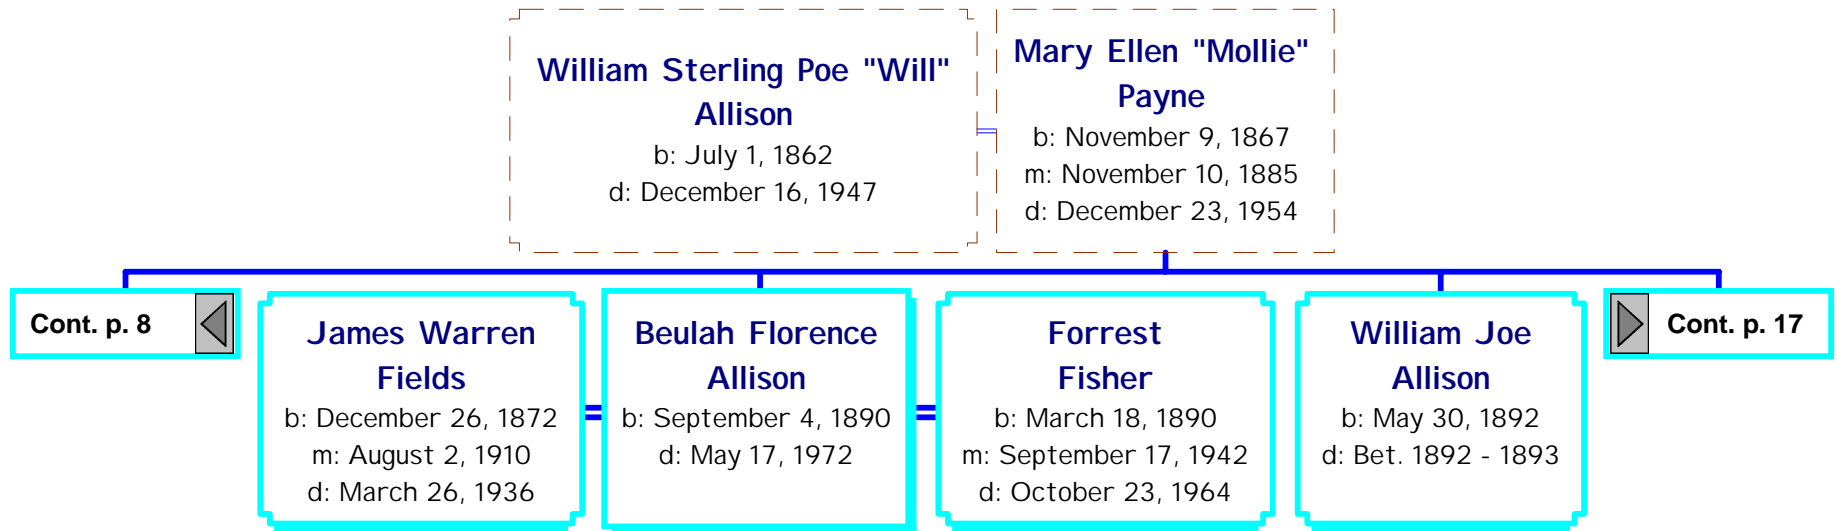 William Sterling Poe "Will"
Allison
b: July 1, 1862
d: December 16, 1947
Mary Ellen "Mollie"
Payne
b: November 9, 1867
m: November 10, 1885
d: December 23, 1954
Cont. p. 8
James Warren
Fields
b: December 26, 1872
m: August 2, 1910
d: March 26, 1936
Beulah Florence
Allison
b: September 4, 1890
d: May 17, 1972
Forrest
Fisher
b: March 18, 1890
m: September 17, 1942
d: October 23, 1964
William Joe
Allison
b: May 30, 1892
d: Bet. 1892 - 1893
Cont. p. 17